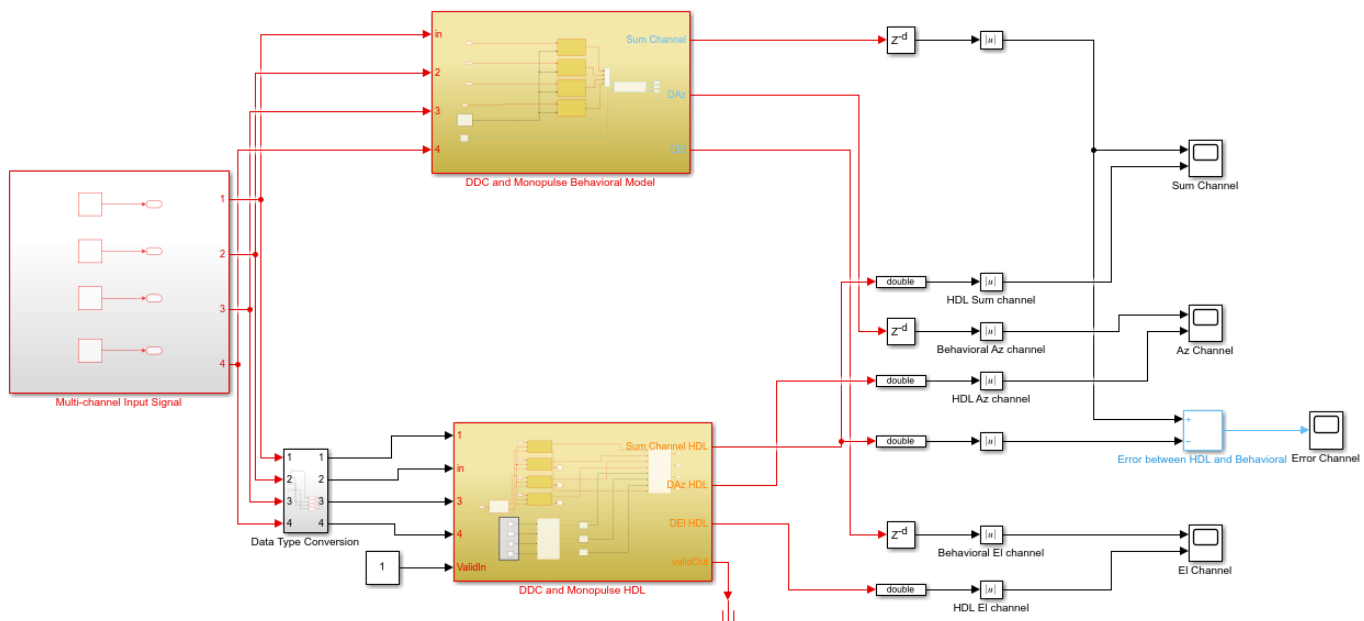 in
2
3
4
Sum Channel
DAz
DEl
DDC and Monopulse Behavioral Model
z-d
|u|
Sum Channel
1
2
3
4
Multi-channel Input Signal
double
|u|
HDL Sum channel
z-d
|u|
Behavioral Az channel
Az Channel
double
|u|
HDL Az channel
double
|u|
+
−
Error between HDL and Behavioral
Error Channel
1 1
2 2
3 3
4 4
Data Type Conversion
1
1
in
3
4
ValidIn
Sum Channel HDL
DAz HDL
DEl HDL
validOut
DDC and Monopulse HDL
z-d
|u|
Behavioral El channel
El Channel
double
|u|
HDL El channel